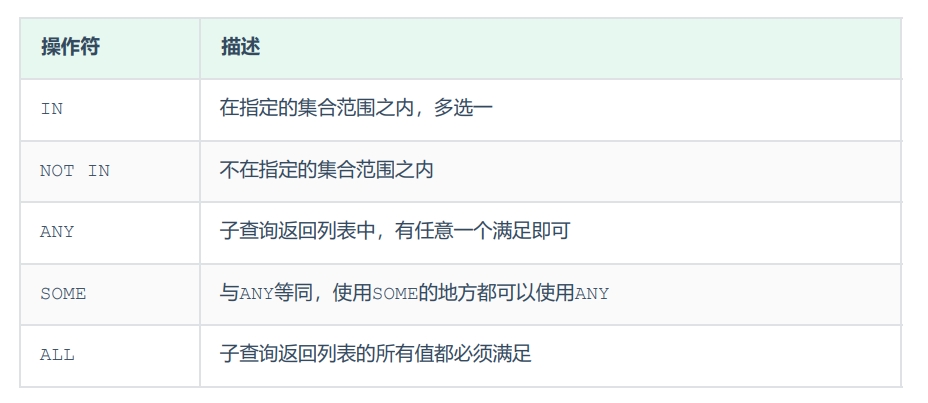 操作符 描述
IN 在指定的集合范围之内，多选一
NOT IN 不在指定的集合范围之内
ANY 子查询返回列表中，有任意一个满足即可
SOME 与ANY等同，使用SOME的地方都可以使用ANY
ALL 子查询返回列表的所有值都必须满足